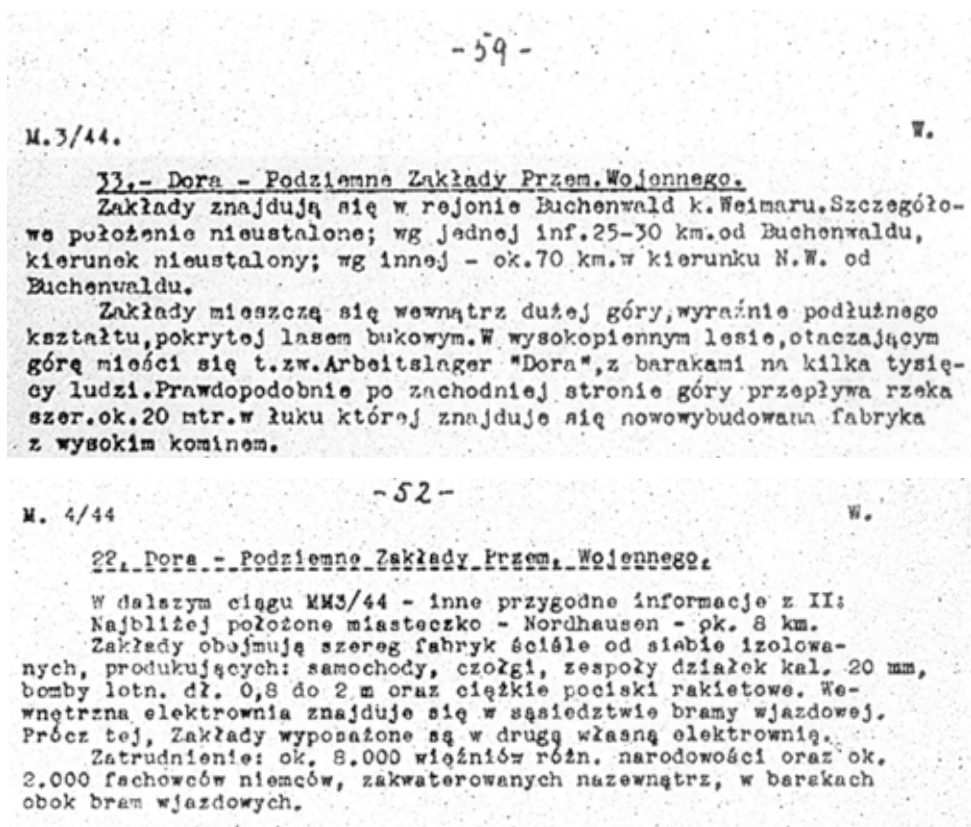 -59-
M.3/44. W.
33.- Dora - Podziemne Zakłady Przem.Wojennego.
Zakłady znajdują się w rejonie Buchenwald k.Weimaru.Szczegóło-
we położenie nieustalone; wg jednej inf.25-30 km.od Buchenwaldu,
kierunek nieustalony; wg innej - ok.70 km.w kierunku N.W. od
Buchenwaldu.
Zakłady mieszczą się wewnątrz dużej góry,wyraźnie podłużnego
kształtu,pokrytej lasem bukowym.W wysokopiennym lesie,otaczającym
górę mieści się t.zw.Arbeitslager "Dora",z barakami na kilka tysię-
cy ludzi.Prawdopodobnie po zachodniej stronie góry przepływa rzeka
szer.ok.20 mtr.w łuku której znajduje się nowowybudowana fabryka
z wysokim kominem.
-52-
M. 4/44 W.
22. Dora - Podziemne Zakłady Przem. Wojennego.
W dalszym ciągu MM3/44 - inne przygodne informacje z II:
Najbliżej położone miasteczko - Nordhausen - ok. 8 km.
Zakłady obejmują szereg fabryk ściśle od siebie izolowa-
nych, produkujących: samochody, czołgi, zespoły działek kal. 20 mm,
bomby lotn. dł. 0,8 do 2 m oraz ciężkie pociski rakietowe. We-
wnętrzna elektrownia znajduje się w sąsiedztwie bramy wjazdowej.
Prócz tej, Zakłady wyposażone są w drugą własną elektrownię.
Zatrudnienie: ok. 8.000 więźniów różn. narodowości oraz ok.
2.000 fachowców niemców, zakwaterowanych nazewnątrz, w barakach
obok bram wjazdowych.